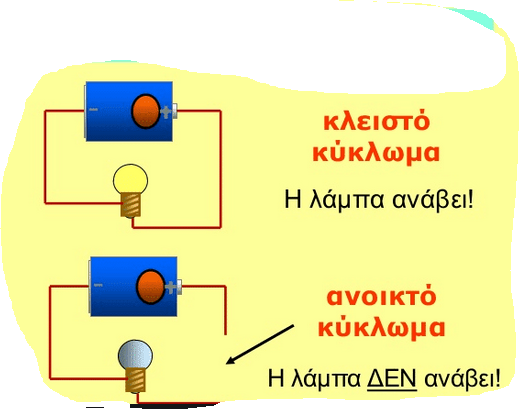 κλειστό
κύκλωμα
Η λάμπα ανάβει!
ανοικτό
κύκλωμα
Η λάμπα ΔΕΝ ανάβει!